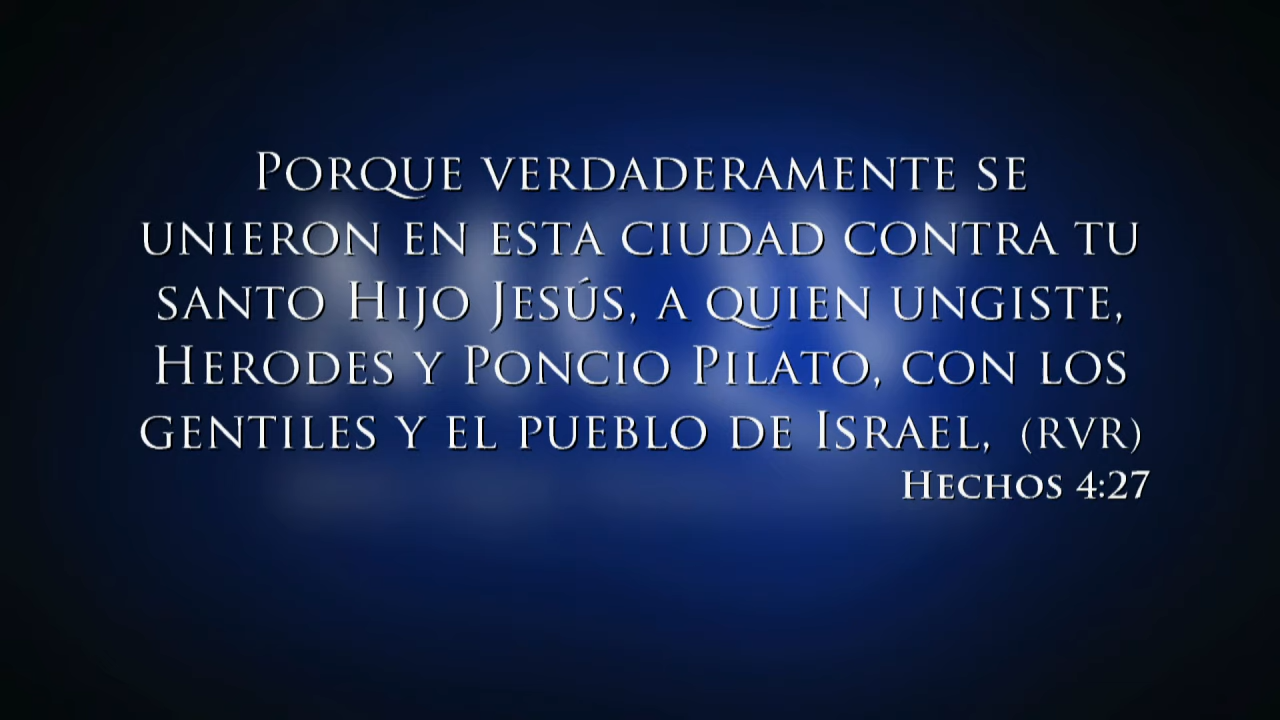 Porque verdaderamente se
unieron en esta ciudad contra tu
santo Hijo Jesús, a quien ungiste,
Herodes y Poncio Pilato, con los
gentiles y el pueblo de Israel, (RVR)
Hechos 4:27